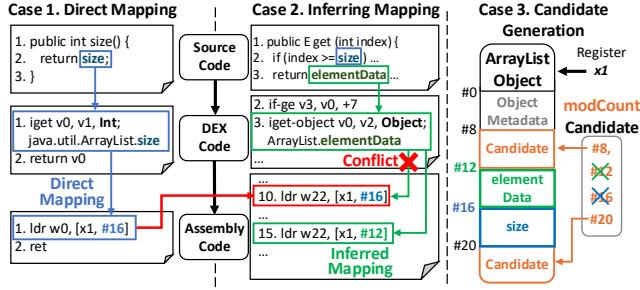 Case 1. Direct Mapping
1. public int size() {
2. return size;
3. }
1. iget v0, v1, Int;
java.util.ArrayList.size
2. return v0
Direct
Mapping
1. ldr w0, [x1, #16]
2. ret
Source
Code
DEX
Code
Assembly
Code
Case 2. Inferring Mapping
1. public E get (int index) {
2. if (index >= size) ...
3. return elementData ...
2. if-ge v3, v0, +7
3. iget-object v0, v2, Object;
ArrayList.elementData
...
Conflict
...
10. ldr w22, [x1, #16]
...
15. ldr w22, [x1, #12]
...
Inferred
Mapping
Case 3. Candidate
Generation
ArrayList
Object
Register
x1
#0
Object
Metadata
modCount
Candidate
#8
Candidate
#8,
#12
element
Data
#12
#16
#16
size
#20
#20
Candidate